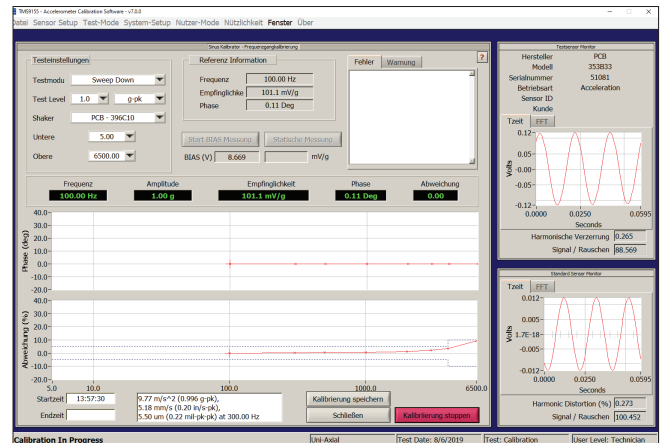 TMS9155 - Accelerometer Calibration Software - v7.0.0
Datei Sensor Setup Test-Mode System-Setup Nutzer-Mode Nützlichkeit Fenster Über
Sinus Kalibrator - Frequenzgangkalibrierung
Testeinstellungen
Testmodu Sweep Down
Test Level 1.0 g-pk
Shaker PCB - 396C10
Untere 5.00
Obere 6500.00
Referenz Information
Frequenz 100.00 Hz
Empfinglichke 101.1 mV/g
Phase 0.11 Deg
Start BIAS Messung Statische Messung
BIAS (V) 8.669 mV/g
Fehler Warnung
?
Frequenz Amplitude Empfinglichkeit Phase Abweichung
100.00 Hz 1.00 g 101.1 mV/g 0.11 Deg 0.00
Phase (deg)
40.0
30.0
20.0
10.0
0.0
-10.0
-20.0
Abweichung (%)
40.0
30.0
20.0
10.0
0.0
-10.0
-20.0
5.0 10.0 100.0 1000.0 6500.0
Startzeit 13:57:30
Endzeit
9.77 m/s^2 (0.996 g-pk),
5.18 mm/s (0.20 in/s-pk),
5.50 um (0.22 mil-pk-pk) at 300.00 Hz
Kalibriierung speichern
Schließen
Kalibriierung stoppen
Testsensor Monitor
Hersteller PCB
Modell 353B33
Serialnummer 51081
Betriebsart Acceleration
Sensor ID
Kunde
Tzeit FFT
Volts
0.12
0.05
-0.00
-0.05
-0.12
0.0000 0.0250 0.0595
Seconds
Harmonische Verzerrung 0.265
Signal / Rauschen 88.569
Standard Sensor Monitor
Tzeit FFT
Volts
0.012
0.005
1.7E-18
-0.005
-0.012
0.0000 0.0250 0.0595
Seconds
Harmonic Distortion (%) 0.273
Signal / Rauschen 100.452
Calibration In Progress Uni-Axial Test Date: 8/6/2019 Test: Calibration User Level: Technician